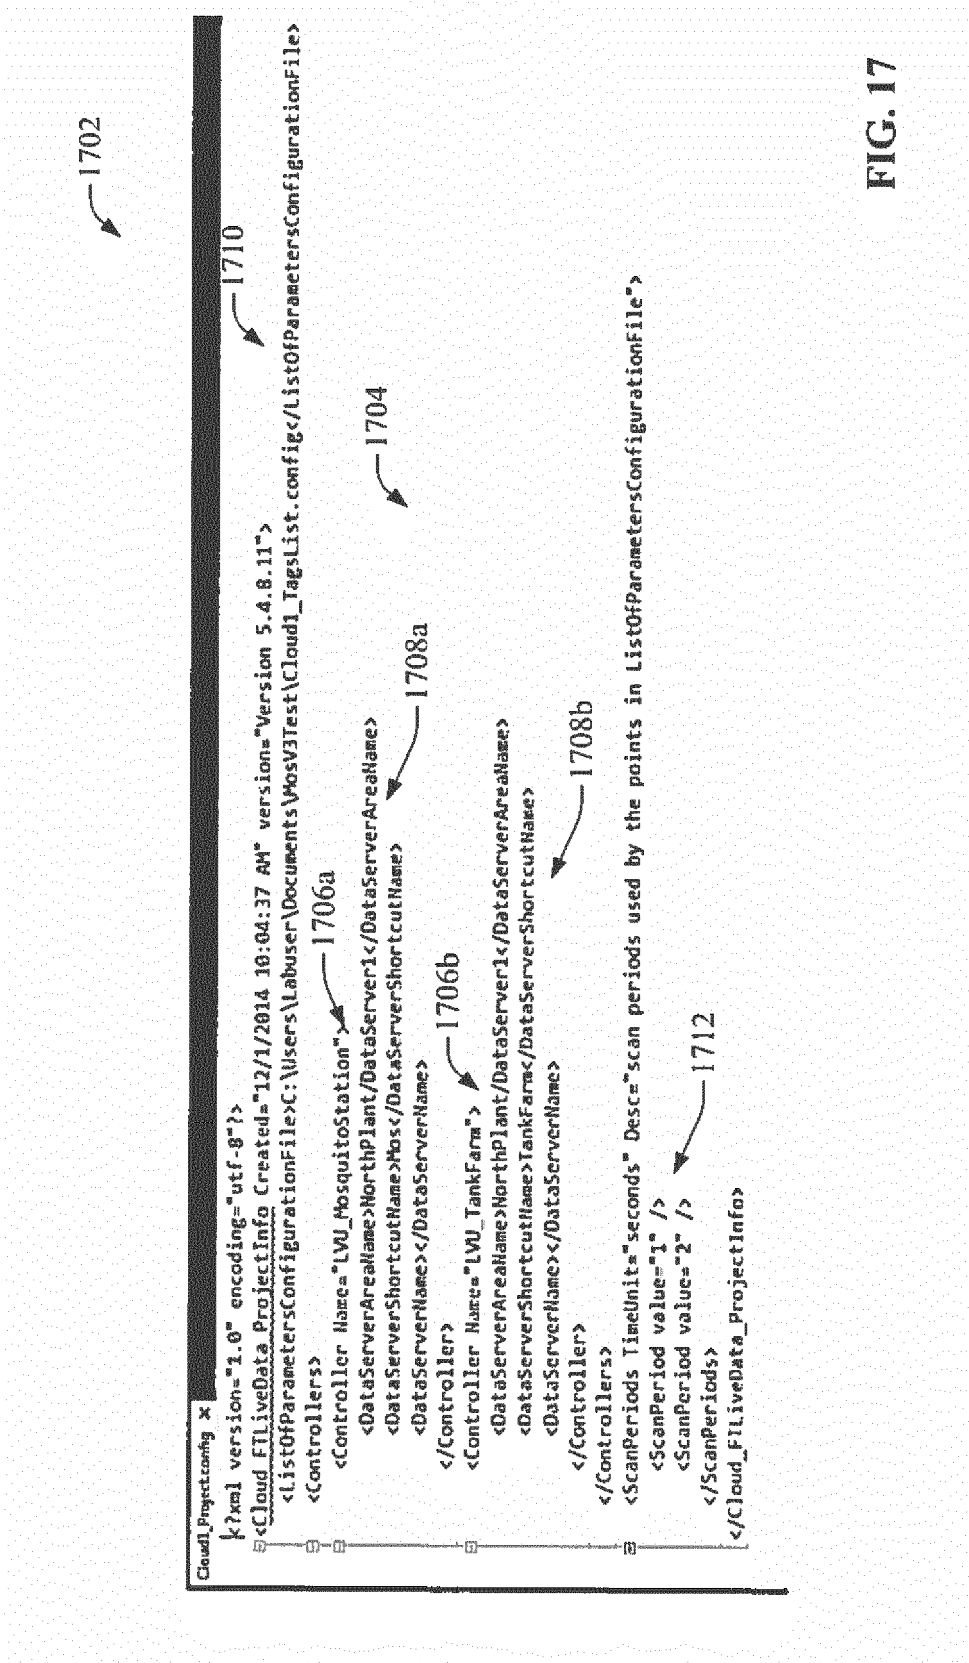 1702
Cloud1_Project.config ×
<?xml version="1.0" encoding="utf-8"?>
1710
<Cloud_FTLiveData_ProjectInfo Created="12/1/2014 10:04:37 AM" version="Version 5.4.8.11">
<ListOfParametersConfigurationFile>C:\Users\Labuser\Documents\MosV3Test\Cloud1_TagsList.config</ListOfParametersConfigurationFile>
<Controllers>
1706a
<Controller Name="LVU_MosquitoStation">
1704
<DataServerAreaName>NorthPlant/DataServer1</DataServerAreaName>
<DataServerShortcutName>Mos</DataServerShortcutName>
1708a
<DataServerName></DataServerName>
</Controller>
1706b
<Controller Name="LVU_TankFarm">
<DataServerAreaName>NorthPlant/DataServer1</DataServerAreaName>
<DataServerShortcutName>TankFarm</DataServerShortcutName>
<DataServerName></DataServerName>
1708b
</Controller>
</Controllers>
<ScanPeriods TimeUnit="seconds" Desc="scan periods used by the points in ListOfParametersConfigurationFile">
<ScanPeriod value="1" />
<ScanPeriod value="2" />
1712
</ScanPeriods>
</Cloud_FTLiveData_ProjectInfo>
FIG. 17